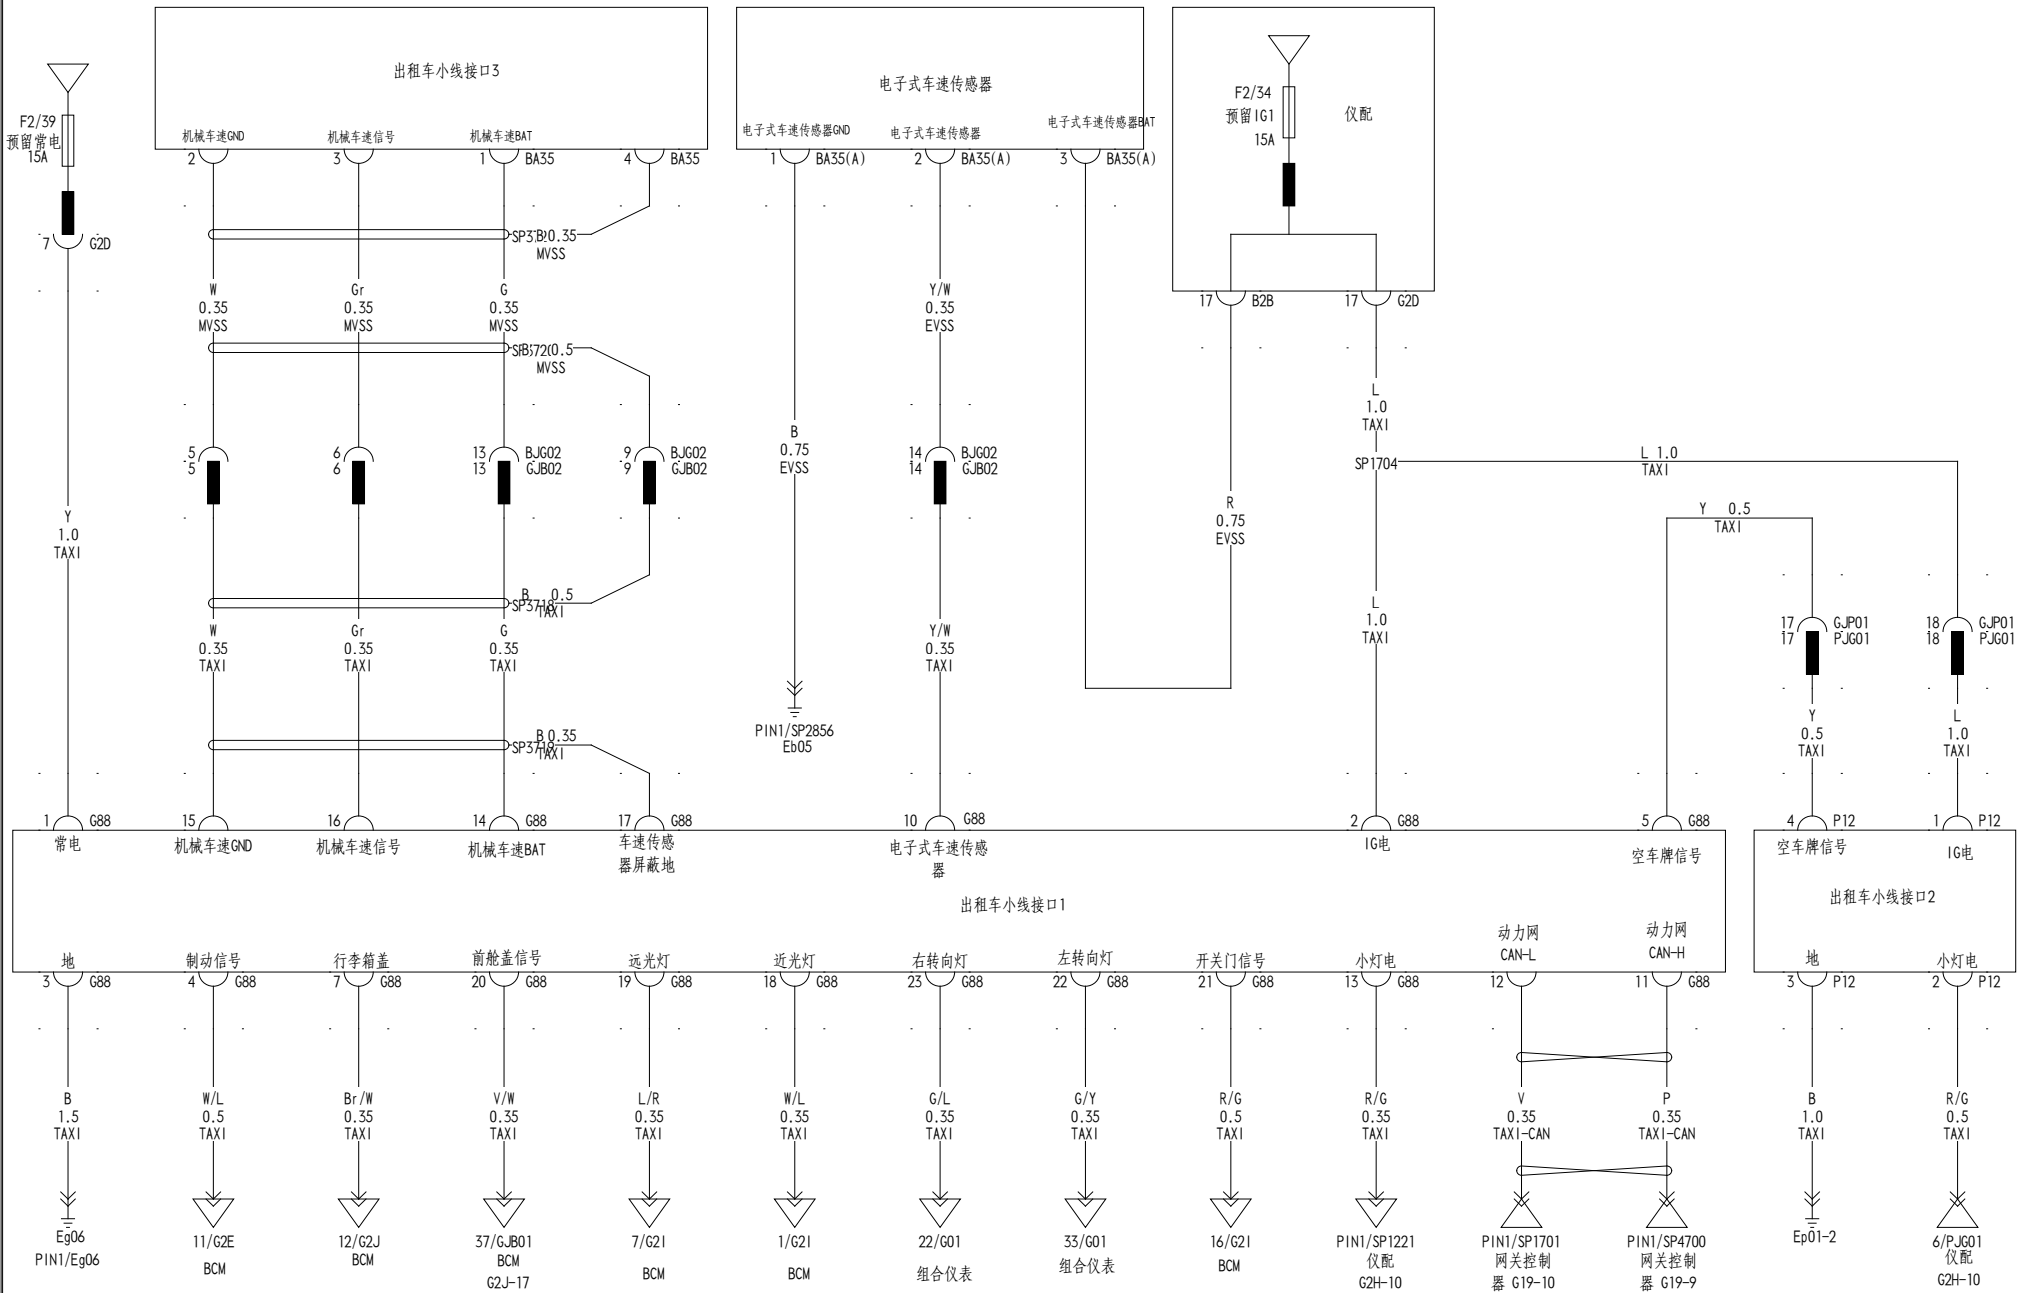 出租车小线接口3
电子式车速传感器
F2/34
预留IG1
15A
仪配
F2/39
预留常电
15A
机械车速GND
机械车速信号
机械车速BAT
电子式车速传感器GND
电子式车速传感器
电子式车速传感器BAT
2
3
1 BA35
4 BA35
1 BA35(A)
2 BA35(A)
3 BA35(A)
7 G2D
B 0.35
MVSS
W
0.35
MVSS
Gr
0.35
MVSS
G
0.35
MVSS
Y/W
0.35
EVSS
17 B2B
17 G2D
B 0.5
MVSS
L
1.0
TAXI
5
5
6
6
13 BJG02
13 GJB02
9 BJG02
9 GJB02
B
0.75
EVSS
14 BJG02
14 GJB02
SP1704
L 1.0
TAXI
R
0.75
EVSS
Y 0.5
TAXI
Y
1.0
TAXI
B 0.5
SP3718
TAXI
W
0.35
TAXI
Gr
0.35
TAXI
G
0.35
TAXI
Y/W
0.35
TAXI
L
1.0
TAXI
17 GJP01
17 PJG01
18 GJP01
18 PJG01
PIN1/SP2856
Eb05
B 0.35
SP3719
TAXI
Y
0.5
TAXI
L
1.0
TAXI
1 G88
15
16
14 G88
17 G88
10 G88
2 G88
5 G88
4 P12
1 P12
常电
机械车速GND
机械车速信号
机械车速BAT
车速传感
器屏蔽地
电子式车速传感
器
IG电
空车牌信号
空车牌信号
IG电
出租车小线接口1
出租车小线接口2
地
制动信号
行李箱盖
前舱盖信号
远光灯
近光灯
右转向灯
左转向灯
开关门信号
小灯电
动力网
CAN-L
动力网
CAN-H
地
小灯电
3 G88
4 G88
7 G88
20 G88
19 G88
18 G88
23 G88
22 G88
21 G88
13 G88
12
11 G88
3 P12
2 P12
B
1.5
TAXI
W/L
0.5
TAXI
Br/W
0.35
TAXI
V/W
0.35
TAXI
L/R
0.35
TAXI
W/L
0.35
TAXI
G/L
0.35
TAXI
G/Y
0.35
TAXI
R/G
0.5
TAXI
R/G
0.35
TAXI
V
0.35
TAXI-CAN
P
0.35
TAXI-CAN
B
1.0
TAXI
R/G
0.5
TAXI
Eg06
PIN1/Eg06
11/G2E
BCM
12/G2J
BCM
37/GJB01
BCM
G2J-17
7/G2I
BCM
1/G2I
BCM
22/G01
组合仪表
33/G01
组合仪表
16/G2I
BCM
PIN1/SP1221
仪配
G2H-10
PIN1/SP1701
网关控制
器 G19-10
PIN1/SP4700
网关控制
器 G19-9
Ep01-2
6/PJG01
仪配
G2H-10